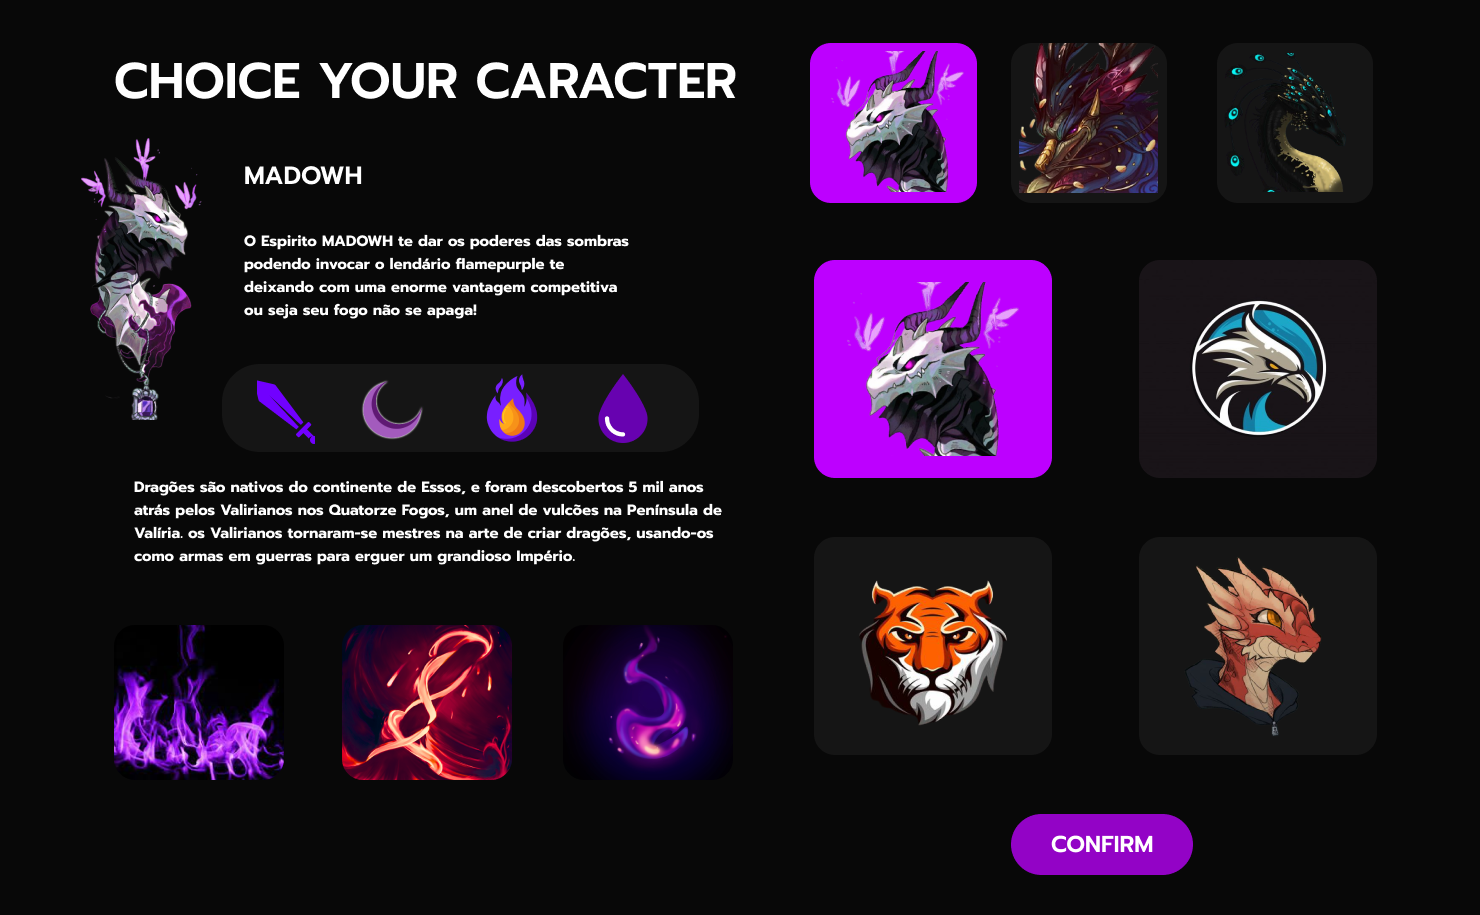 CHOICE YOUR CARACTER
MADOWH
O Espirito MADOWH te dar os poderes das sombras
podendo invocar o lendário flamepurple te
deixando com uma enorme vantagem competitiva
ou seja seu fogo não se apaga!
Dragões são nativos do continente de Essos, e foram descobertos 5 mil anos
atrás pelos Valirianos nos Quatorze Fogos, um anel de vulcões na Península de
Valíria. os Valirianos tornaram-se mestres na arte de criar dragões, usando-os
como armas em guerras para erguer um grandioso Império.
CONFIRM